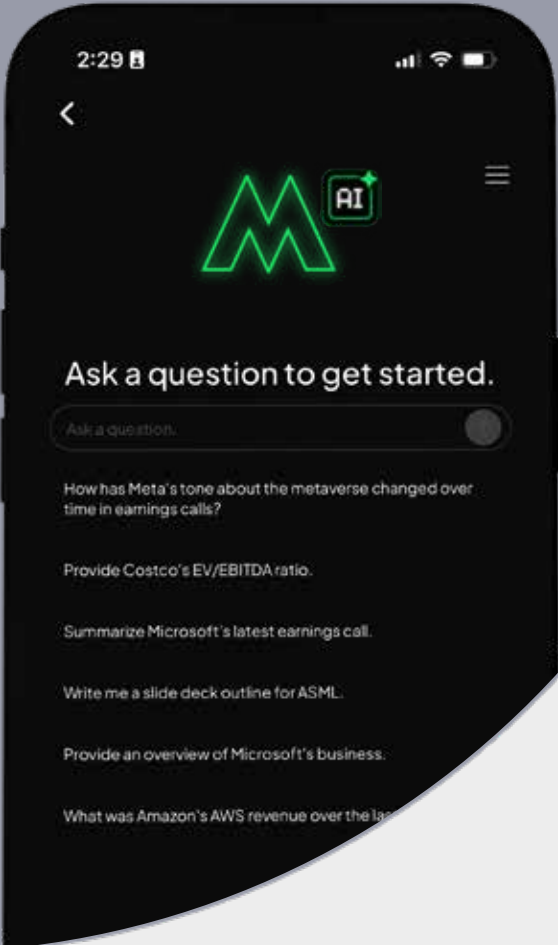 2:29
AI
Ask a question to get started.
Ask a question.
How has Meta's tone about the metaverse changed over
time in earnings calls?
Provide Costco's EV/EBITDA ratio.
Summarize Microsoft's latest earnings call.
Write me a slide deck outline for ASML.
Provide an overview of Microsoft's business.
What was Amazon's AWS revenue over the